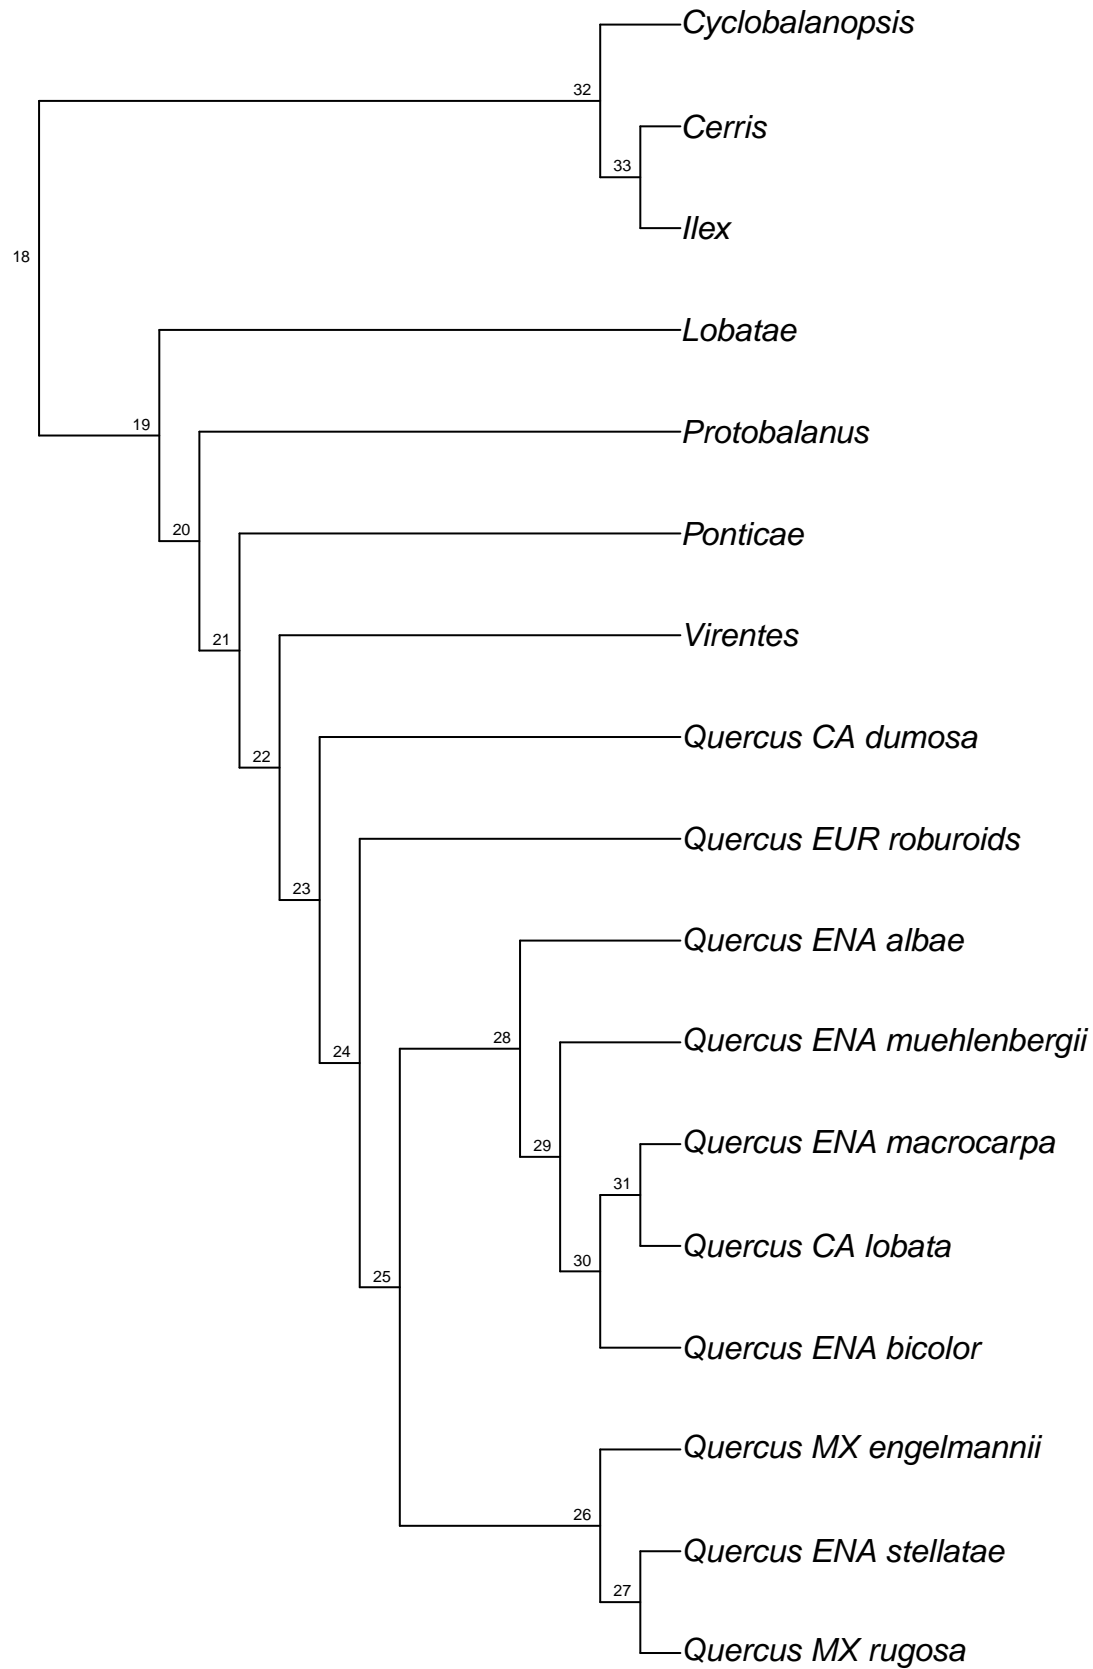 Cyclobalanopsis
32
Cerris
33
Ilex
18
Lobatae
19
Protobalanus
20
Ponticae
21
Virentes
22
Quercus CA dumosa
Quercus EUR roburoids
23
Quercus ENA albae
28
Quercus ENA muehlenbergii
24
Quercus ENA macrocarpa
29
31
Quercus CA lobata
30
25
Quercus ENA bicolor
Quercus MX engelmannii
26
Quercus ENA stellatae
27
Quercus MX rugosa